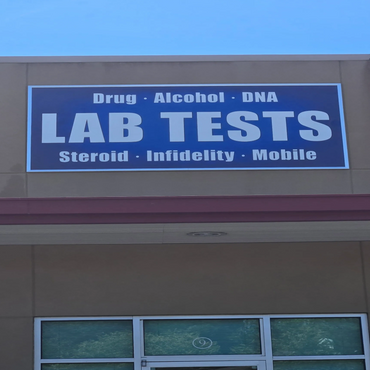 Drug · Alcohol · DNA
LAB TESTS
Steroid · Infidelity · Mobile